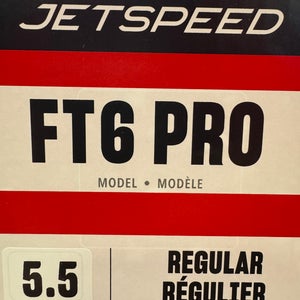 JETSPEED
FT6 PRO
MODEL • MODÈLE
5.5
REGULAR
RÉGULIER